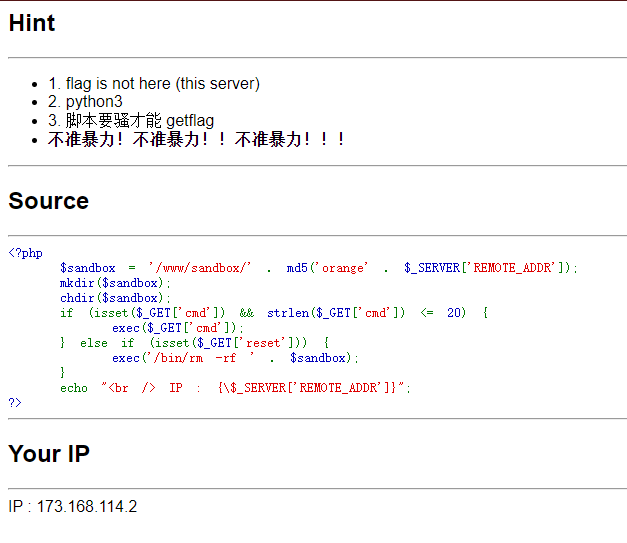 Hint
1. flag is not here (this server)
2. python3
3. 脚本要骚才能 getflag
不准暴力！不准暴力！！不准暴力！！！
Source
<?php
$sandbox = '/www/sandbox/' . md5('orange' . $_SERVER['REMOTE_ADDR']);
mkdir($sandbox);
chdir($sandbox);
if (isset($_GET['cmd']) && strlen($_GET['cmd']) <= 20) {
exec($_GET['cmd']);
} else if (isset($_GET['reset'])) {
exec('/bin/rm -rf ' . $sandbox);
}
echo "<br /> IP : {\$_SERVER['REMOTE_ADDR']}";
?>
Your IP
IP : 173.168.114.2